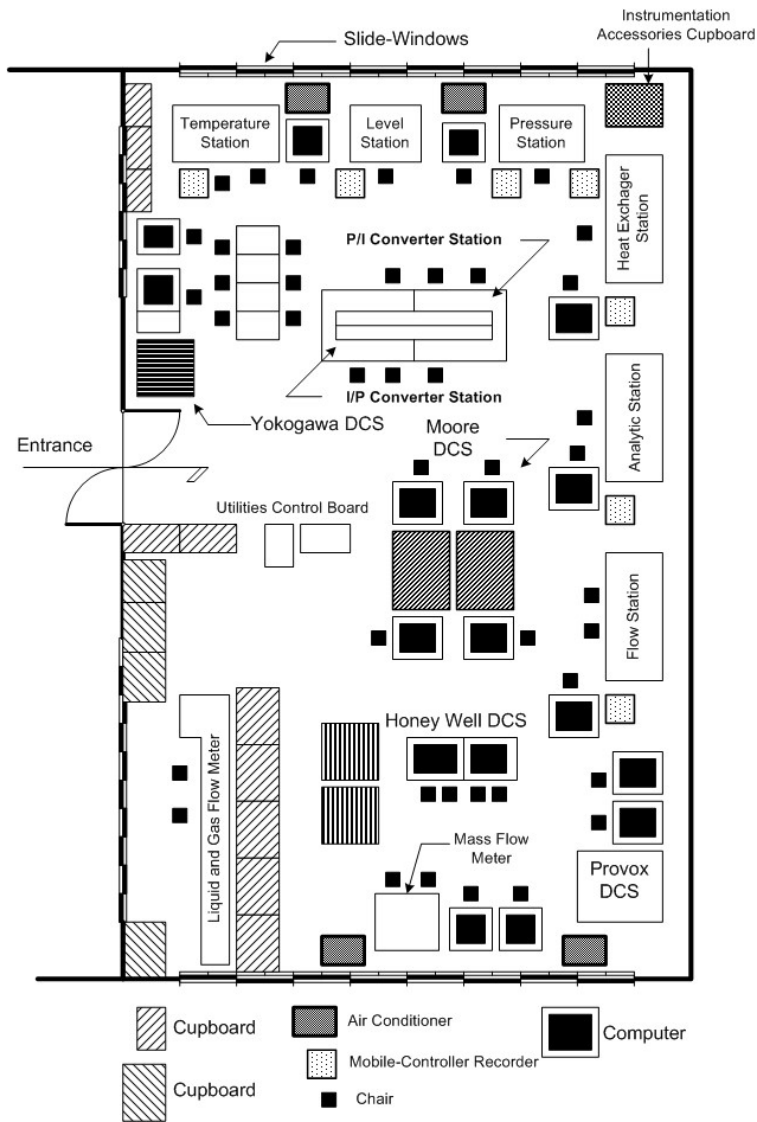 Slide-Windows
Instrumentation
Accessories Cupboard
Temperature
Station
Level
Station
Pressure
Station
Heat Exchager
Station
P/I Converter Station
I/P Converter Station
Yokogawa DCS
Moore
DCS
Analytic Station
Entrance
Utilities Control Board
Flow Station
Liquid and Gas Flow Meter
Honey Well DCS
Mass Flow
Meter
Provox
DCS
Cupboard
Air Conditioner
Computer
Mobile-Controller Recorder
Cupboard
Chair